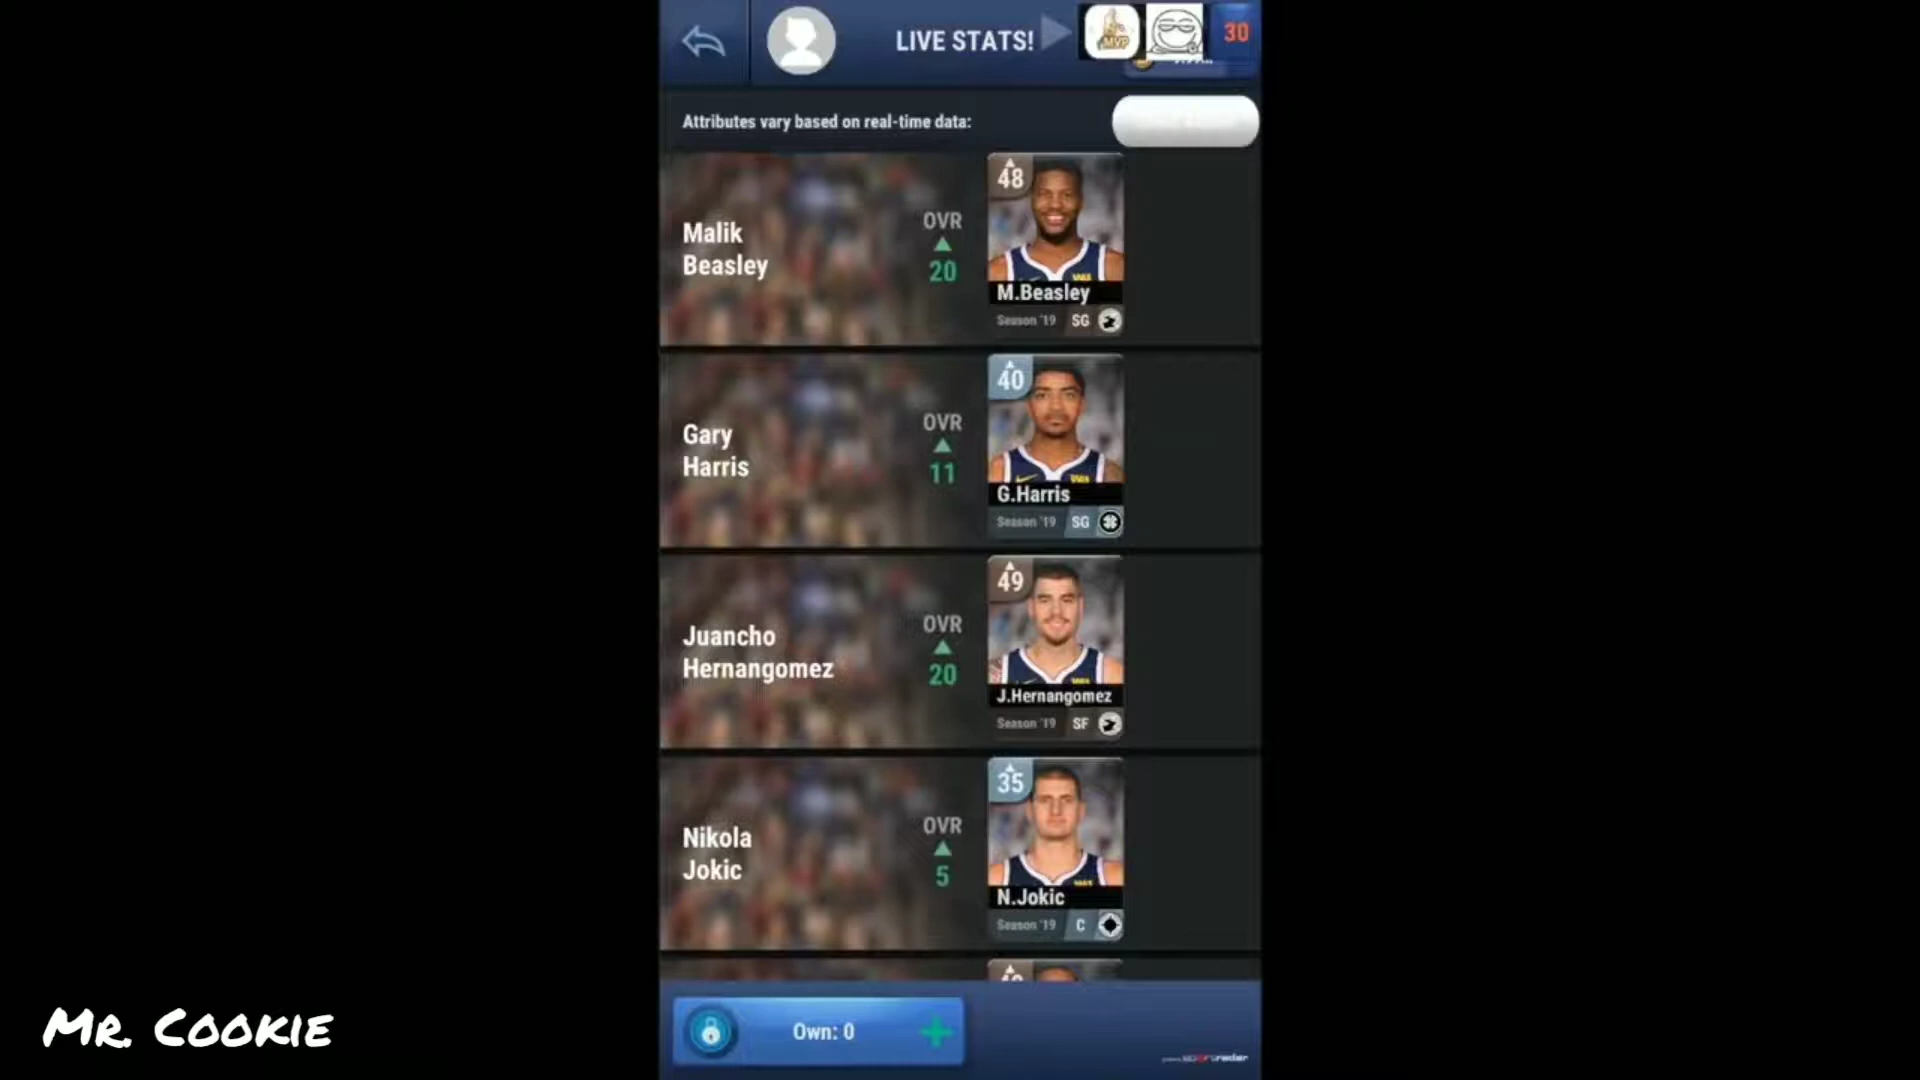 LIVE STATS!
MVP
30
Attributes vary based on real-time data:
Malik
Beasley
OVR
20
48
M.Beasley
Season '19 SG
Gary
Harris
OVR
11
40
G.Harris
Season '19 SG
Juancho
Hernangomez
OVR
20
49
J.Hernangomez
Season '19 SF
Nikola
Jokic
OVR
5
35
N.Jokic
Season '19 C
Own: 0
sportradar
MR. COOKIE